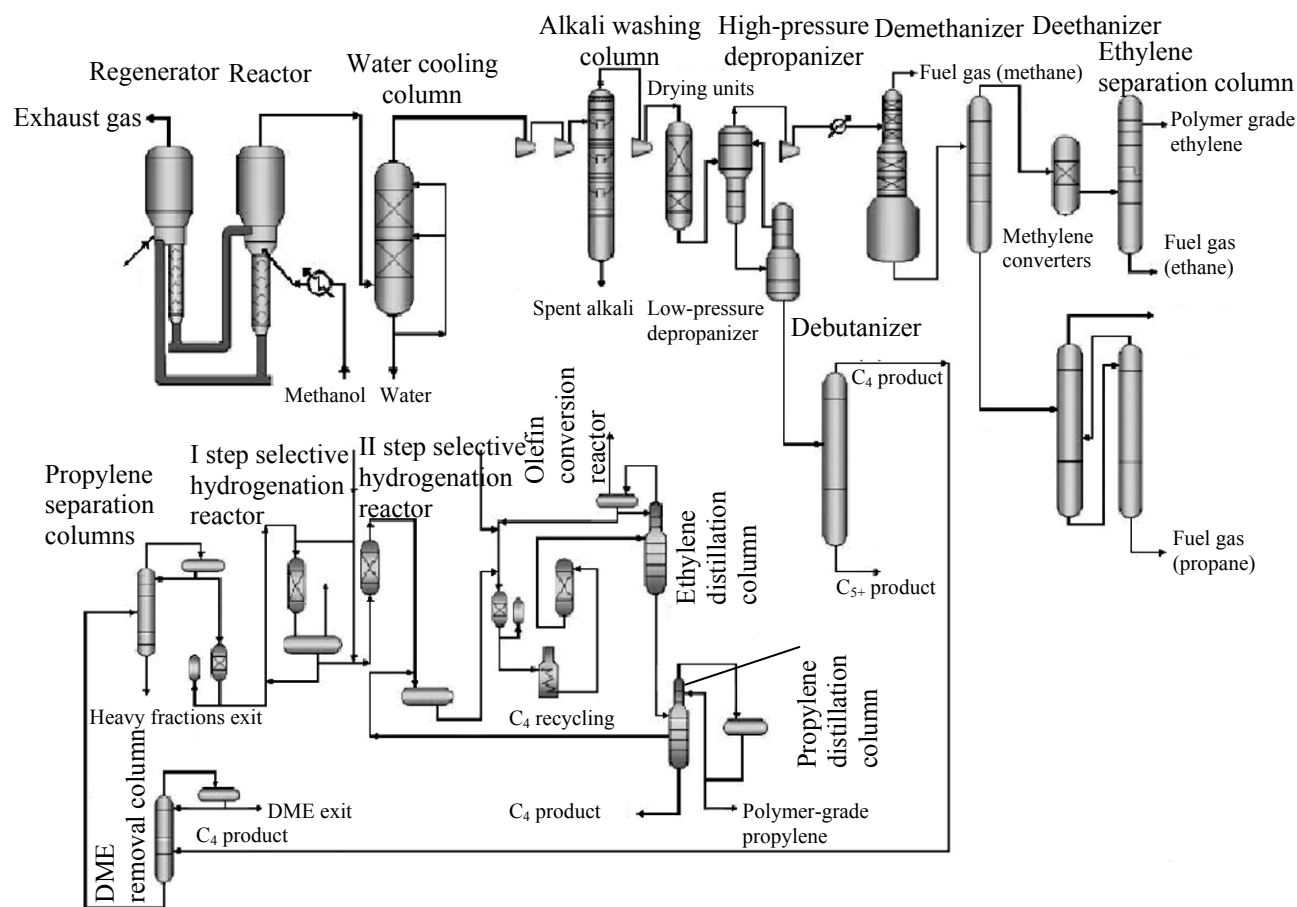 Regenerator
Reactor
Exhaust gas
Water cooling
column
Alkali washing
column
Drying units
High-pressure
depropanizer
Demethanizer
Fuel gas (methane)
Deethanizer
Ethylene
separation column
Polymer grade
ethylene
Methylene
converters
Fuel gas
(ethane)
Methanol
Water
Spent alkali
Low-pressure
depropanizer
Debutanizer
C4 product
C5+ product
Fuel gas
(propane)
Propylene
separation
columns
I step selective
hydrogenation
reactor
II step selective
hydrogenation
reactor
Olefin
conversion
reactor
Ethylene
distillation
column
Heavy fractions exit
C4 recycling
Propylene
distillation
column
DME
removal column
DME exit
C4 product
C4 product
Polymer-grade
propylene